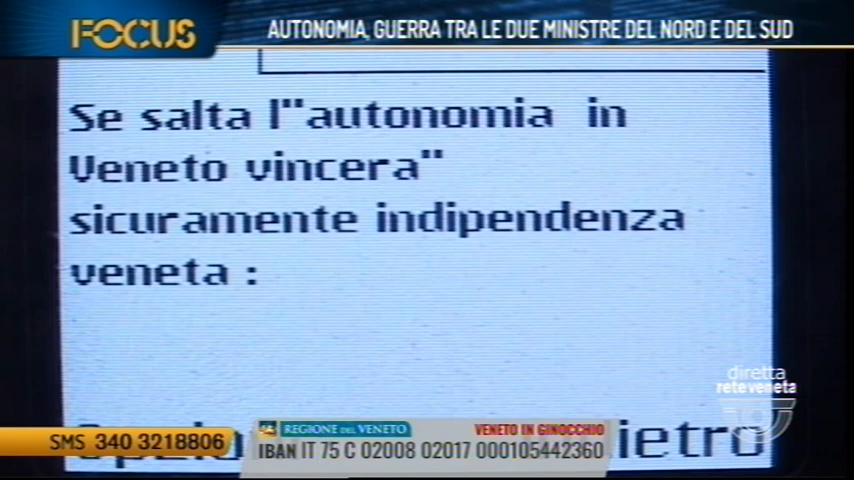 FOCUS
AUTONOMIA, GUERRA TRA LE DUE MINISTRE DEL NORD E DEL SUD
Se salta l"autonomia in
Veneto vincera"
sicuramente indipendenza
veneta :
diretta
reteveneta
SMS 340 3218806
REGIONE DEL VENETO
VENETO IN GINOCCHIO
IBAN IT 75 C 02008 02017 000105442360